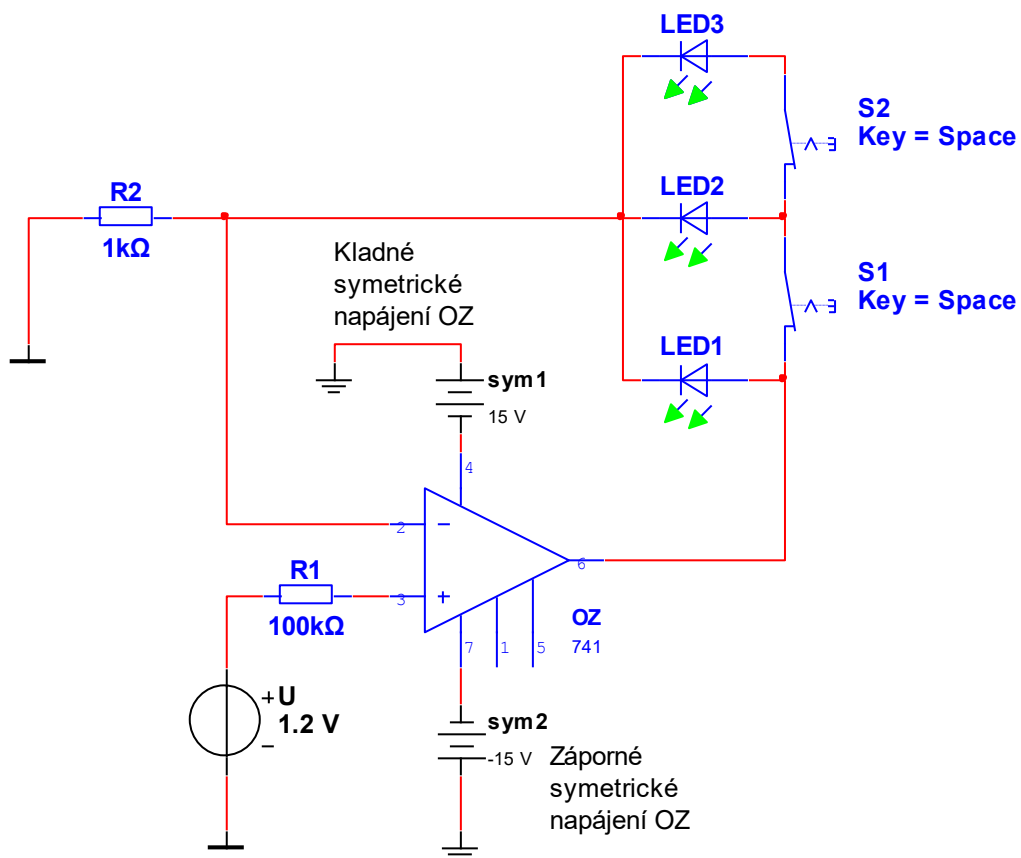 LED3
S2
Key = Space
R2
LED2
1kΩ
Kladné
symetrické
napájení OZ
S1
Key = Space
LED1
sym1
15 V
4
2
−
6
R1
3
+
100kΩ
OZ
741
7
1
5
+
U
1.2 V
−
sym2
-15 V
Záporné
symetrické
napájení OZ